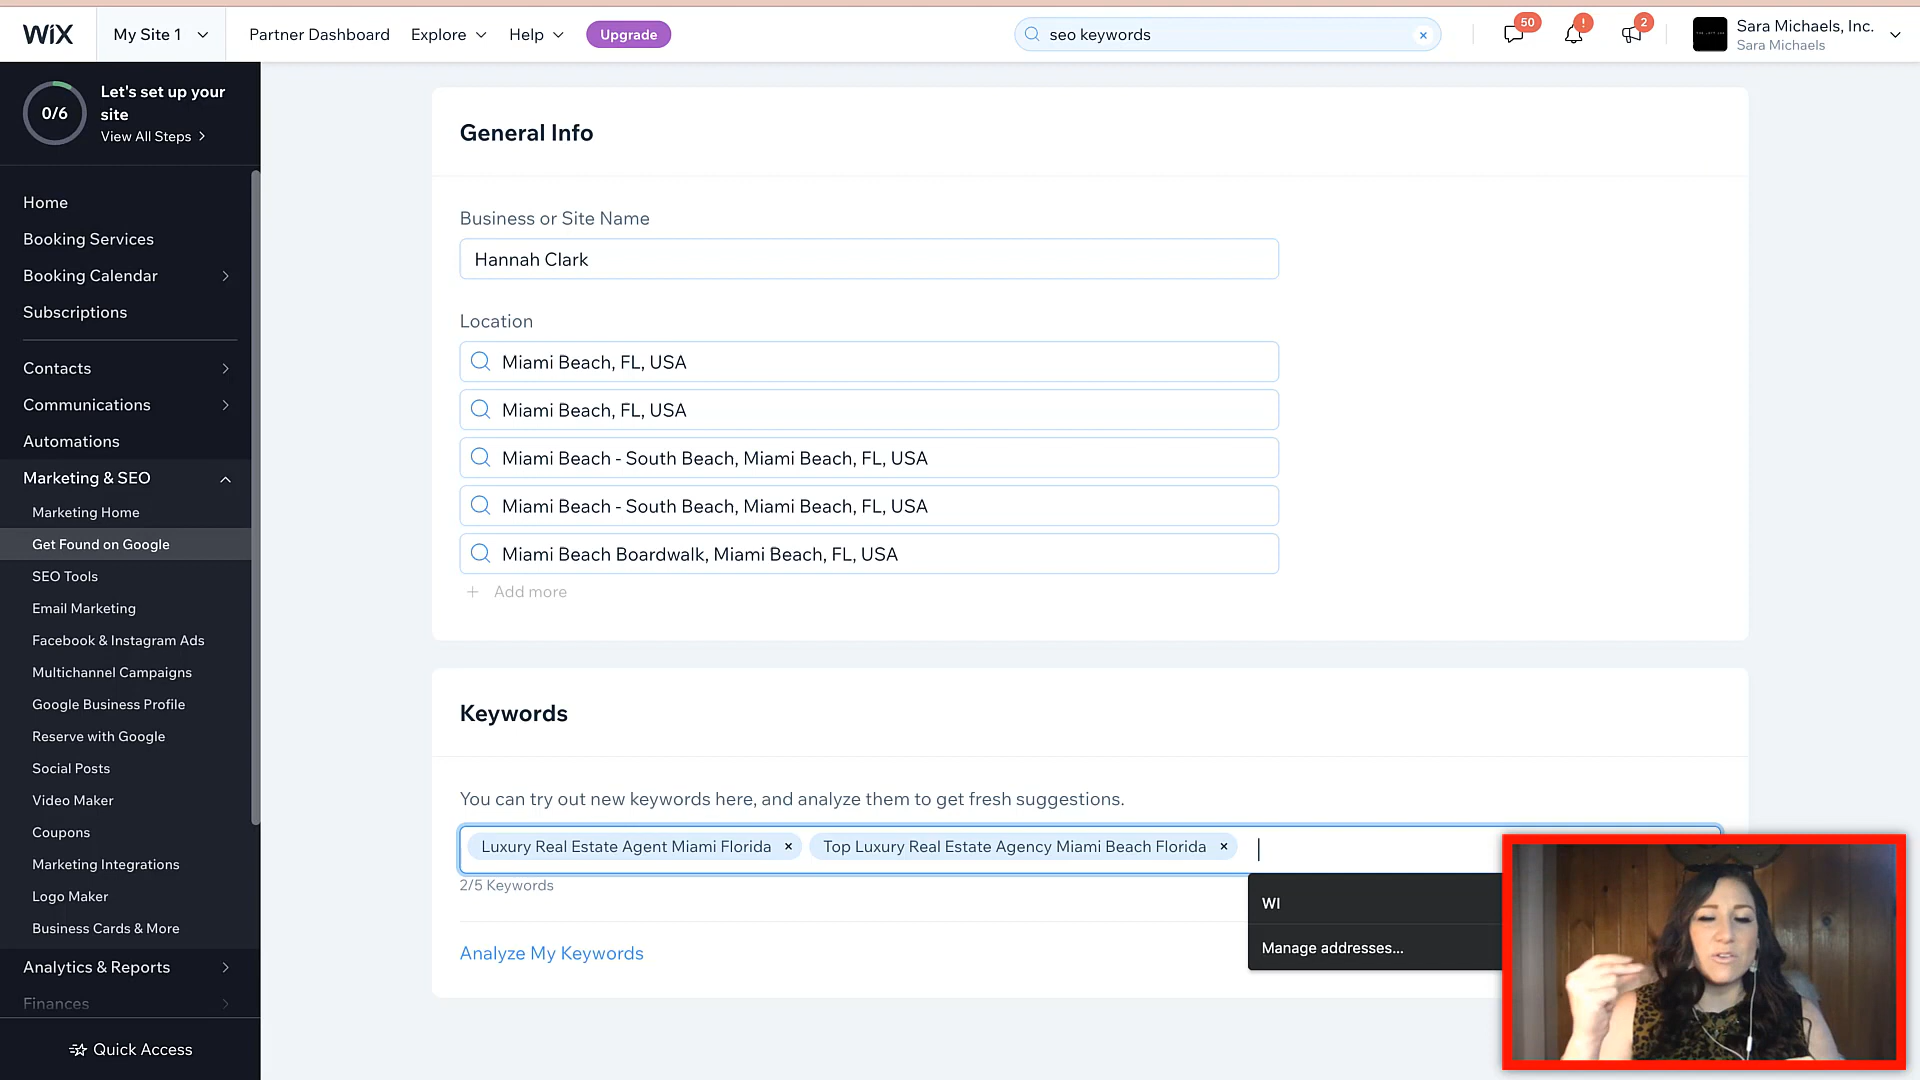 WIX
My Site 1
Partner Dashboard
Explore
Help
Upgrade
seo keywords
50
!
2
Sara Michaels, Inc.
Sara Michaels
0/6
Let's set up your
site
View All Steps
Home
Booking Services
Booking Calendar
Subscriptions
Contacts
Communications
Automations
Marketing & SEO
Marketing Home
Get Found on Google
SEO Tools
Email Marketing
Facebook & Instagram Ads
Multichannel Campaigns
Google Business Profile
Reserve with Google
Social Posts
Video Maker
Coupons
Marketing Integrations
Logo Maker
Business Cards & More
Analytics & Reports
Finances
Quick Access
General Info
Business or Site Name
Hannah Clark
Location
Miami Beach, FL, USA
Miami Beach, FL, USA
Miami Beach - South Beach, Miami Beach, FL, USA
Miami Beach - South Beach, Miami Beach, FL, USA
Miami Beach Boardwalk, Miami Beach, FL, USA
+ Add more
Keywords
You can try out new keywords here, and analyze them to get fresh suggestions.
Luxury Real Estate Agent Miami Florida × Top Luxury Real Estate Agency Miami Beach Florida ×
2/5 Keywords
WI
Manage addresses...
Analyze My Keywords